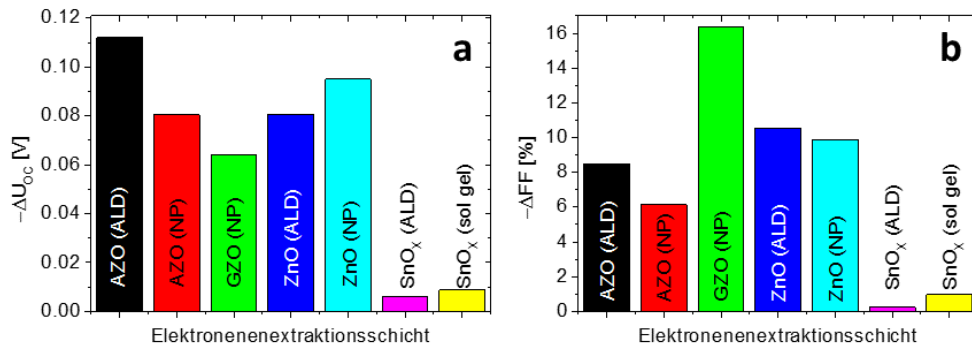 a
−ΔU_OC [V]
0.12
0.10
0.08
0.06
0.04
0.02
0.00
AZO (ALD)
AZO (NP)
GZO (NP)
ZnO (ALD)
ZnO (NP)
SnO_X (ALD)
SnO_X (sol gel)
Elektronenenextraktionsschicht
b
−ΔFF [%]
16
14
12
10
8
6
4
2
0
AZO (ALD)
AZO (NP)
GZO (NP)
ZnO (ALD)
ZnO (NP)
SnO_X (ALD)
SnO_X (sol gel)
Elektronenenextraktionsschicht